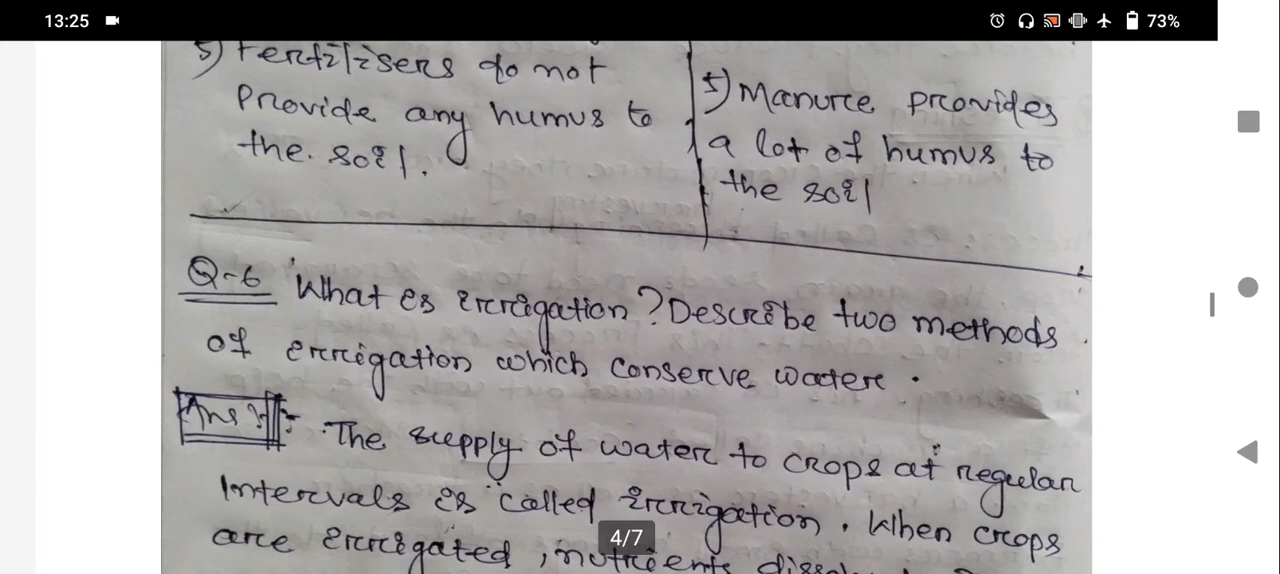 13:25
73%
5) Fertilisers do not
provide any humus to
the soil.
5) Manure provides
a lot of humus to
the soil
Q-6 What is irrigation? Describe two methods
of irrigation which conserve water.
Ans :- The supply of water to crops at regular
Intervals is called irrigation. When crops
are irrigated, nutrients
4/7